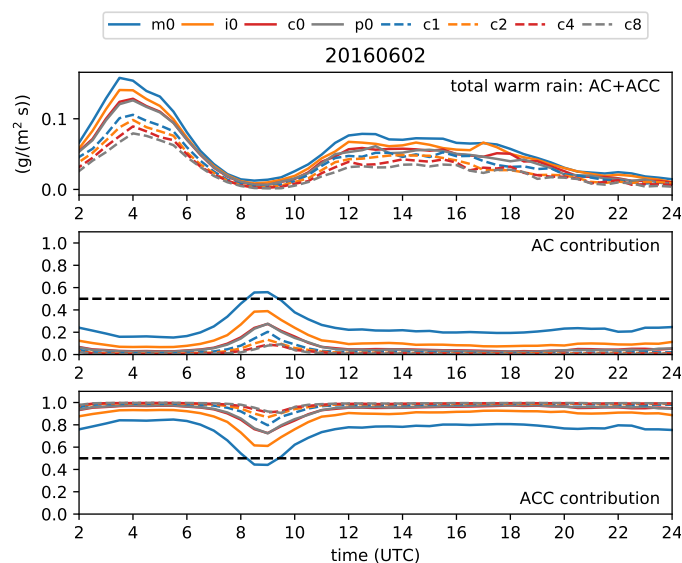 m0 i0 c0 p0 c1 c2 c4 c8
20160602
total warm rain: AC+ACC
(g/(m² s))
0.1
0.0
2 4 6 8 10 12 14 16 18 20 22 24
AC contribution
1.0
0.8
0.6
0.4
0.2
0.0
2 4 6 8 10 12 14 16 18 20 22 24
1.0
0.8
0.6
0.4
0.2
0.0
ACC contribution
2 4 6 8 10 12 14 16 18 20 22 24
time (UTC)